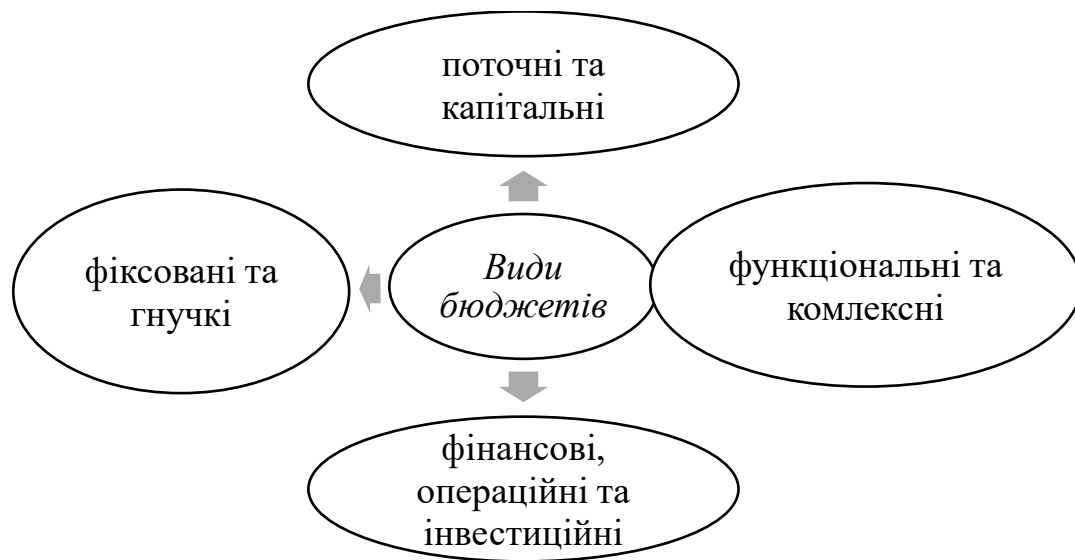 поточні та
капітальні
фіксовані та
гнучкі
Види
бюджетів
функціональні та
комлексні
фінансові,
операційні та
інвестиційні